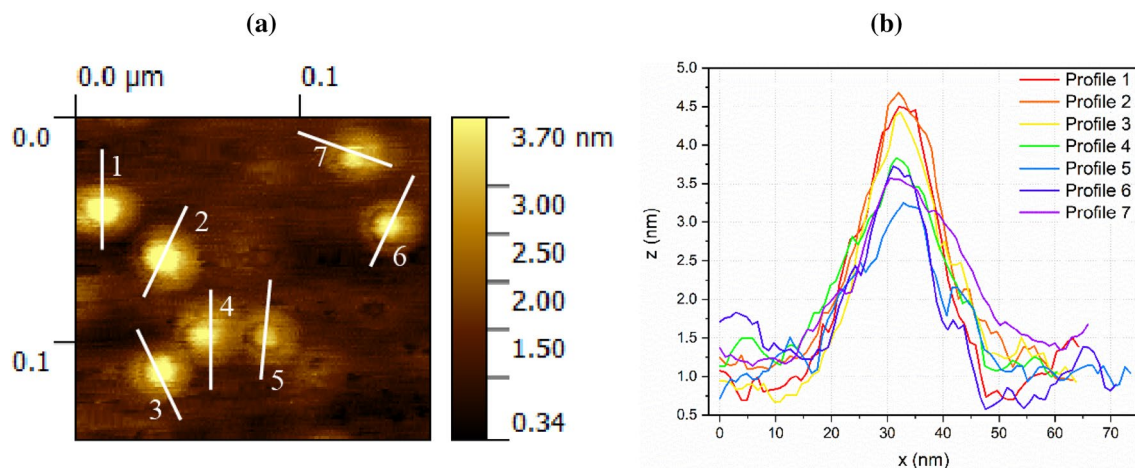 (a)
0.0 µm 0.1
0.0
0.1
1
2
3
4
5
6
7
3.70 nm
3.00
2.50
2.00
1.50
0.34
(b)
z (nm)
5.0
4.5
4.0
3.5
3.0
2.5
2.0
1.5
1.0
0.5
0 10 20 30 40 50 60 70
x (nm)
Profile 1
Profile 2
Profile 3
Profile 4
Profile 5
Profile 6
Profile 7